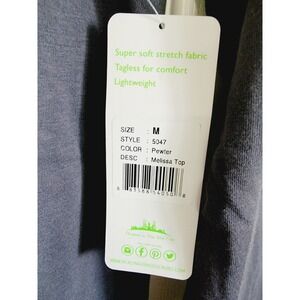 Super soft stretch fabric
Tagless for comfort
Lightweight
SIZE : M
STYLE : 5047
COLOR : Pewter
DESC : Melissa Top